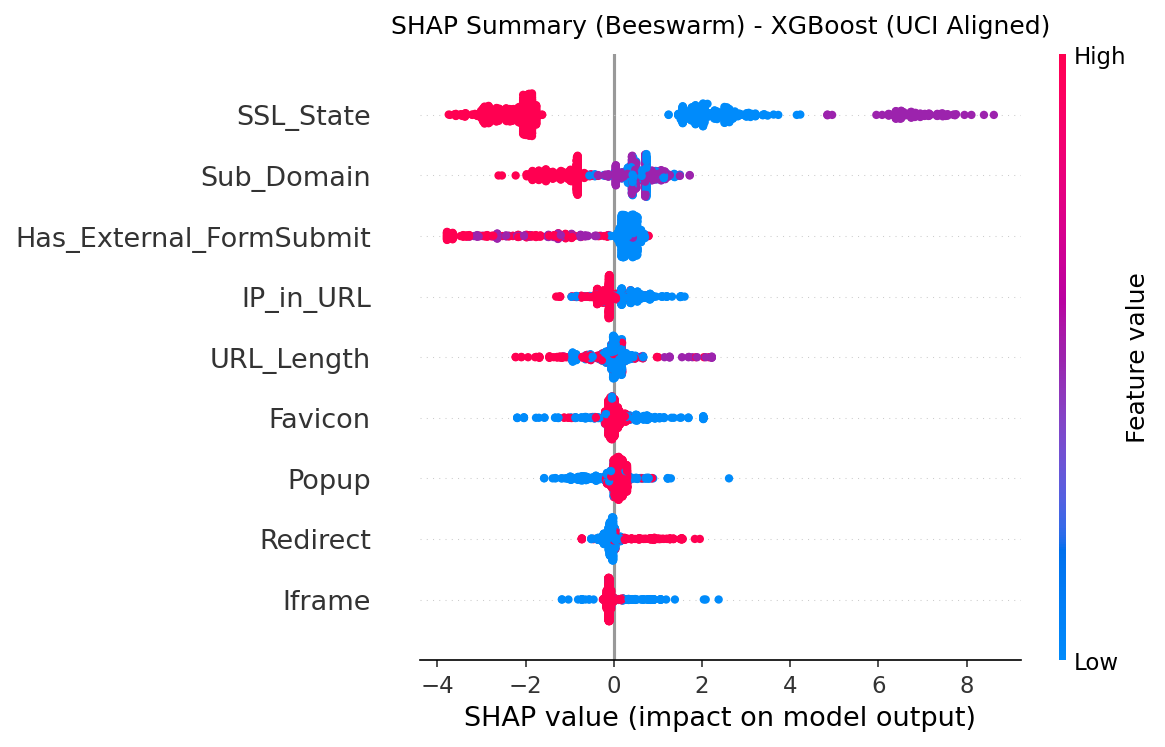 SHAP Summary (Beeswarm) - XGBoost (UCI Aligned)
High
SSL_State
Sub_Domain
Has_External_FormSubmit
IP_in_URL
URL_Length
Favicon
Popup
Redirect
Iframe
Feature value
Low
−4 −2 0 2 4 6 8
SHAP value (impact on model output)